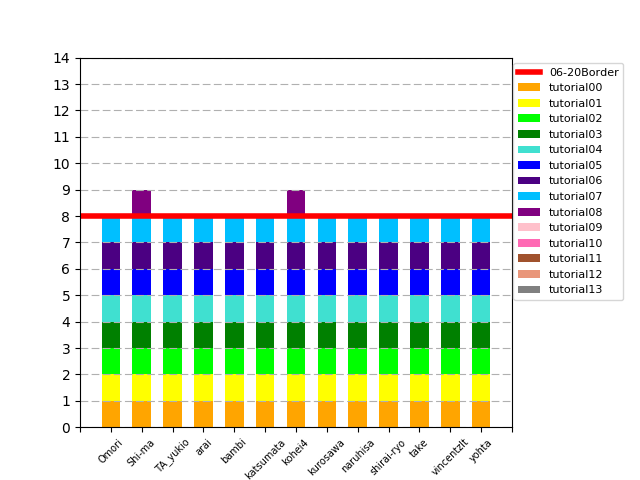 14
13
12
11
10
9
8
7
6
5
4
3
2
1
0
Omori
Shi-ma
TA_yukio
arai
bambi
katsumata
kohei4
kurosawa
naruhisa
shirai-ryo
take
vincentzlt
yohta
06-20Border
tutorial00
tutorial01
tutorial02
tutorial03
tutorial04
tutorial05
tutorial06
tutorial07
tutorial08
tutorial09
tutorial10
tutorial11
tutorial12
tutorial13